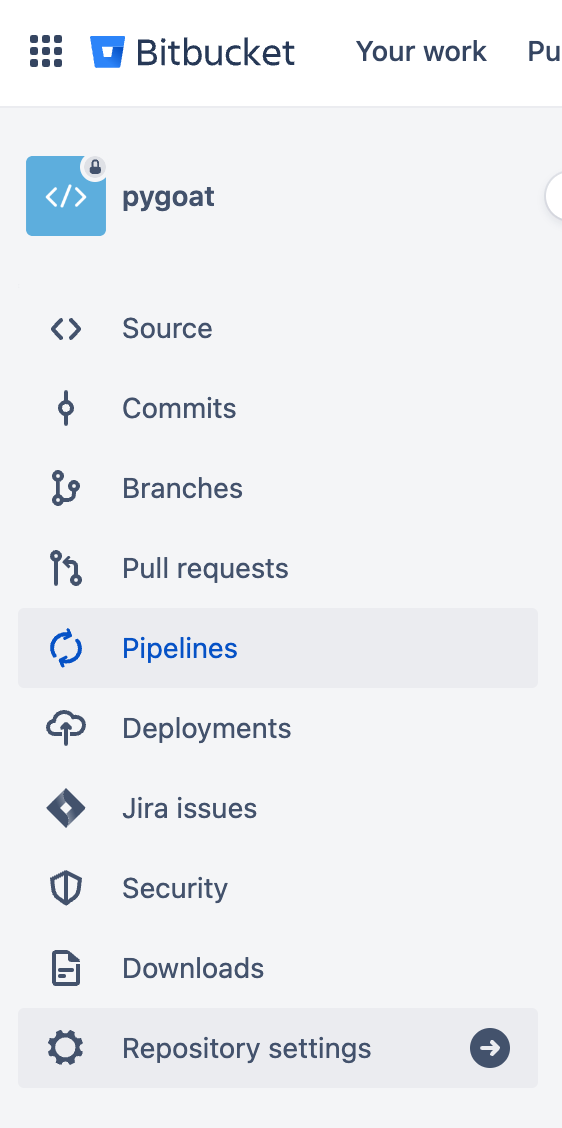 Bitbucket Your work Pu
pygoat
Source
Commits
Branches
Pull requests
Pipelines
Deployments
Jira issues
Security
Downloads
Repository settings